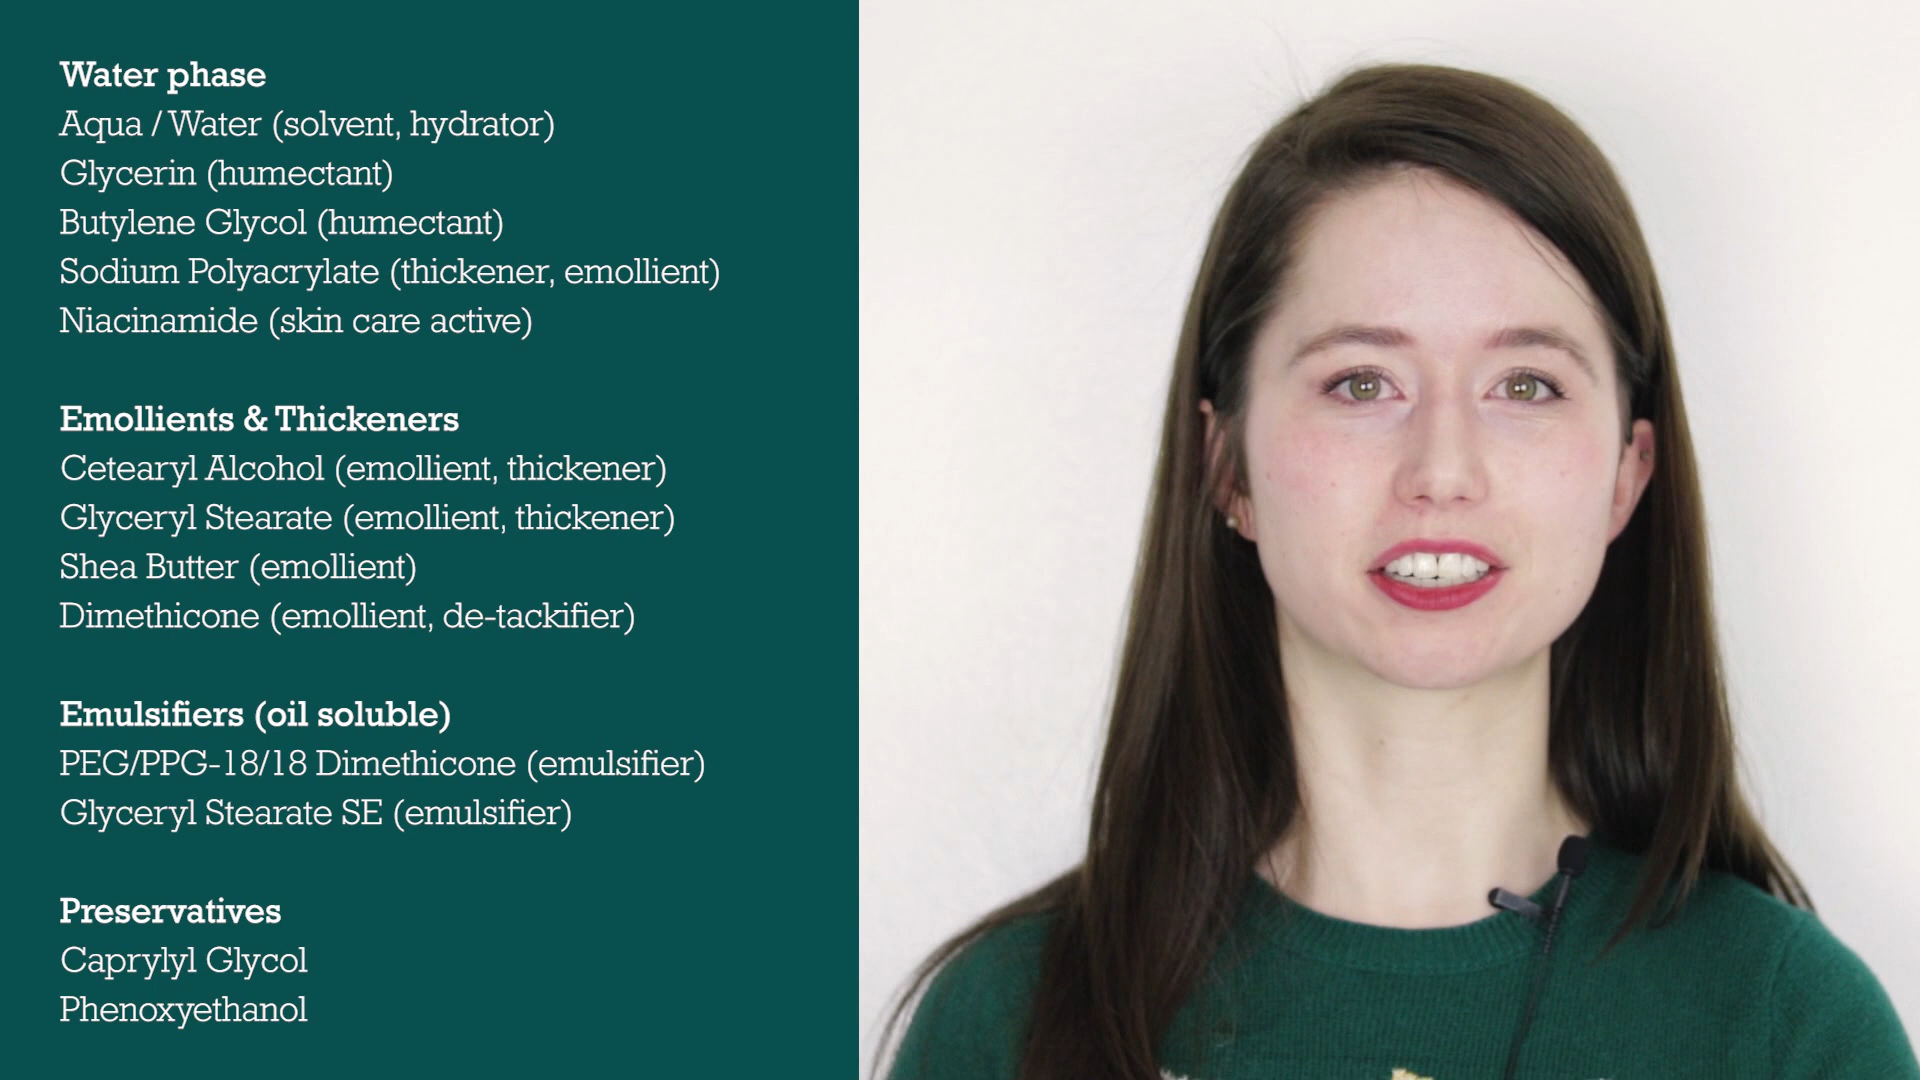 Water phase
Aqua / Water (solvent, hydrator)
Glycerin (humectant)
Butylene Glycol (humectant)
Sodium Polyacrylate (thickener, emollient)
Niacinamide (skin care active)
Emollients & Thickeners
Cetearyl Alcohol (emollient, thickener)
Glyceryl Stearate (emollient, thickener)
Shea Butter (emollient)
Dimethicone (emollient, de-tackifier)
Emulsifiers (oil soluble)
PEG/PPG-18/18 Dimethicone (emulsifier)
Glyceryl Stearate SE (emulsifier)
Preservatives
Caprylyl Glycol
Phenoxyethanol